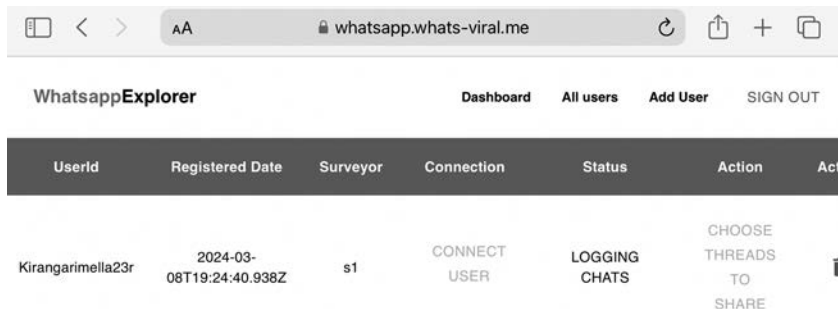 AA whatsapp.whats-viral.me
WhatsappExplorer Dashboard All users Add User SIGN OUT
UserId Registered Date Surveyor Connection Status Action Act
Kirangarimella23r 2024-03-08T19:24:40.938Z s1 CONNECT USER LOGGING CHATS CHOOSE THREADS TO SHARE